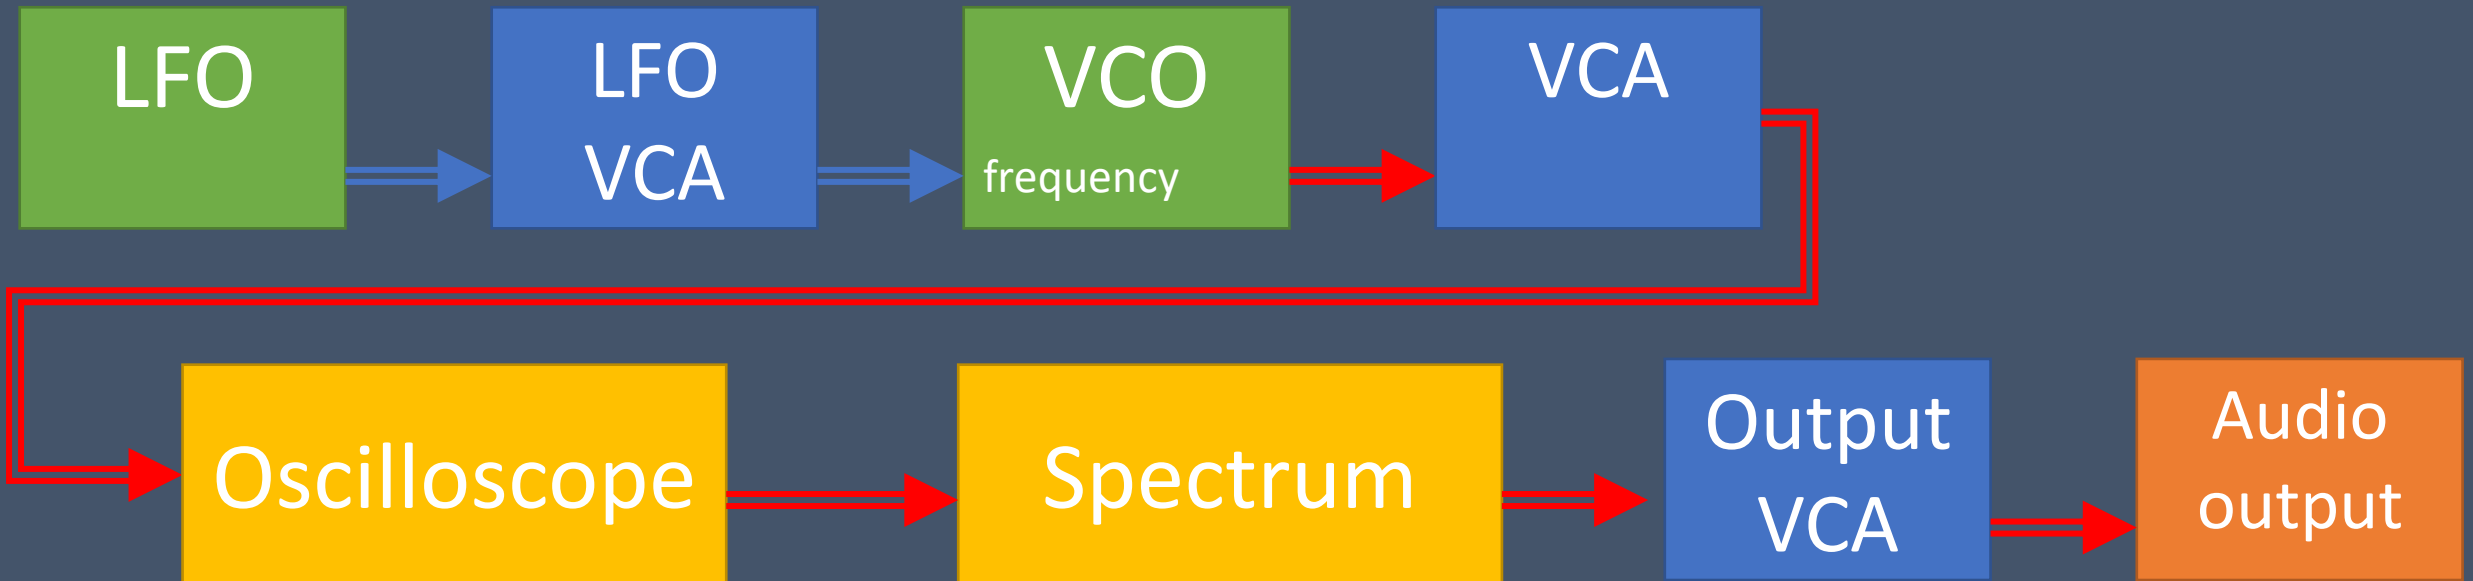 LFO
LFO
VCA
VCO
frequency
VCA
Oscilloscope
Spectrum
Output
VCA
Audio
output